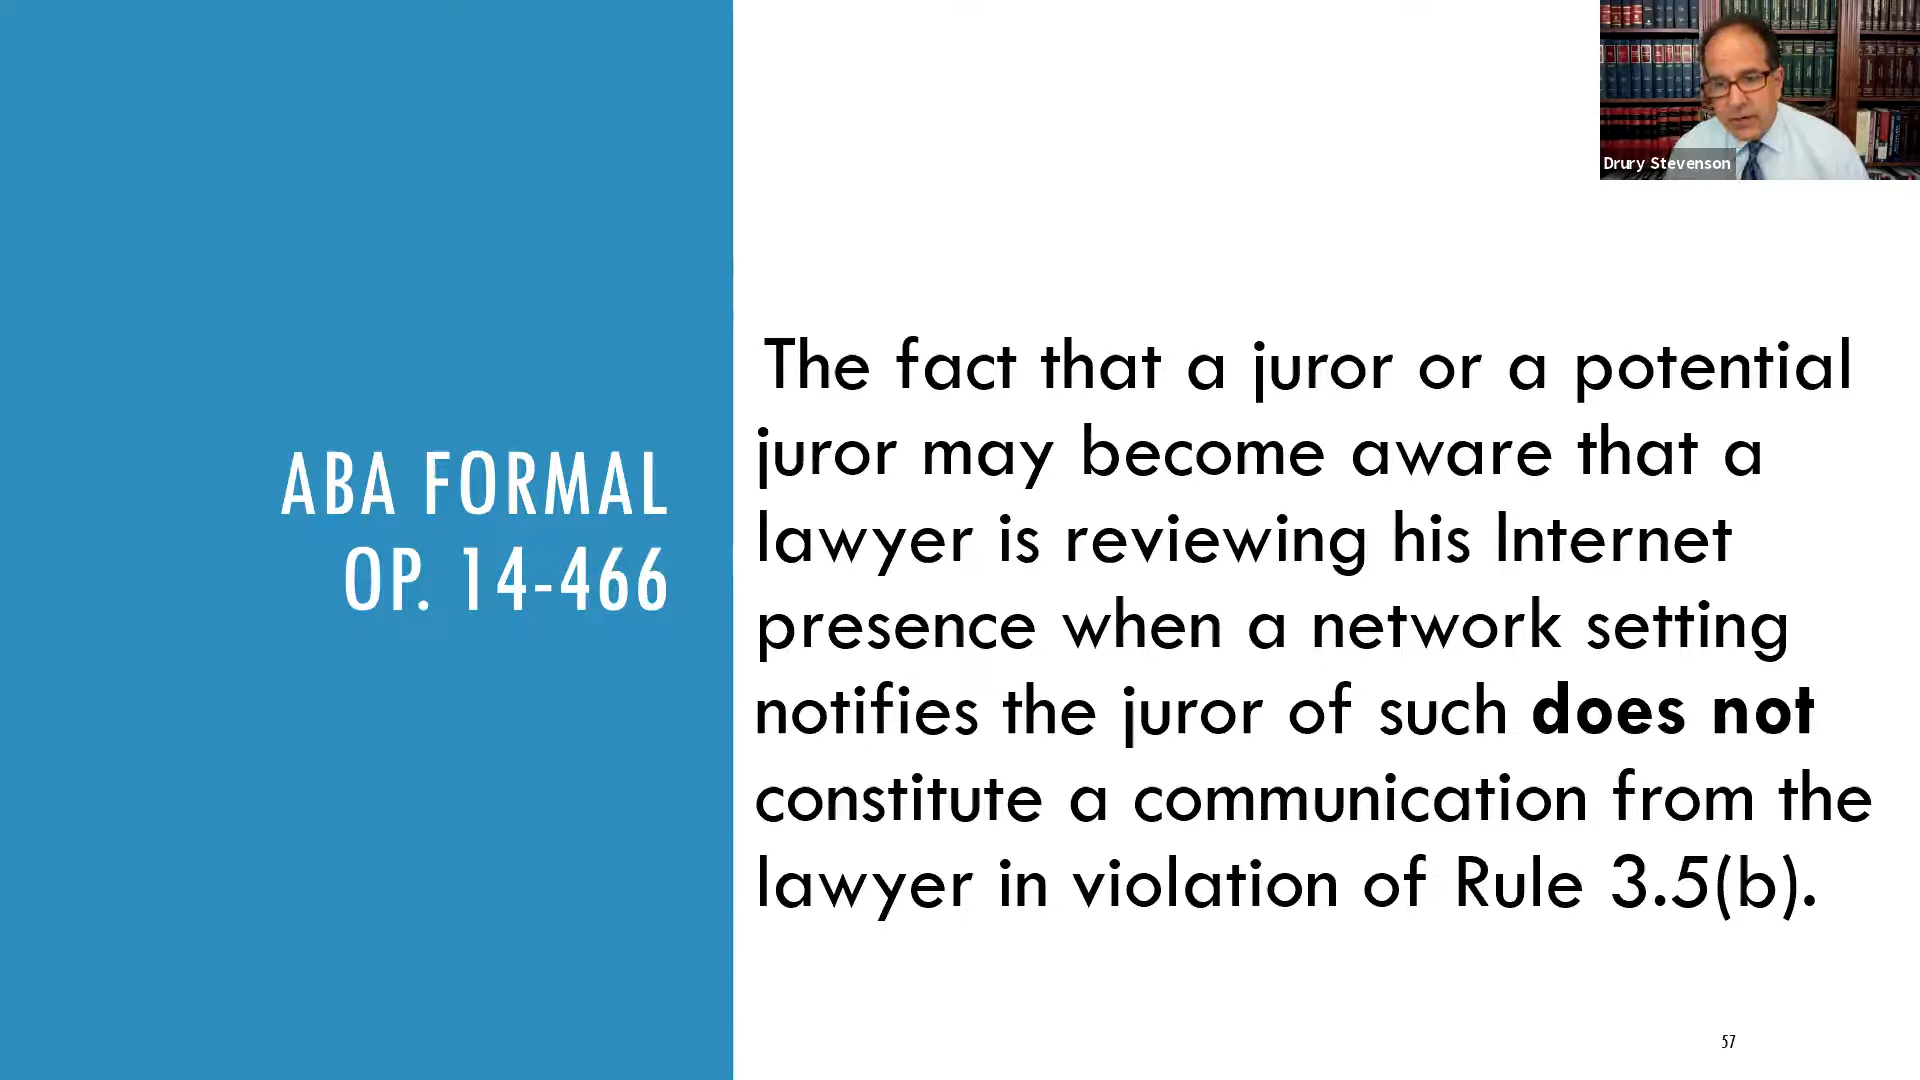 ABA FORMAL
OP. 14-466
The fact that a juror or a potential
juror may become aware that a
lawyer is reviewing his Internet
presence when a network setting
notifies the juror of such does not
constitute a communication from the
lawyer in violation of Rule 3.5(b).
Drury Stevenson
57